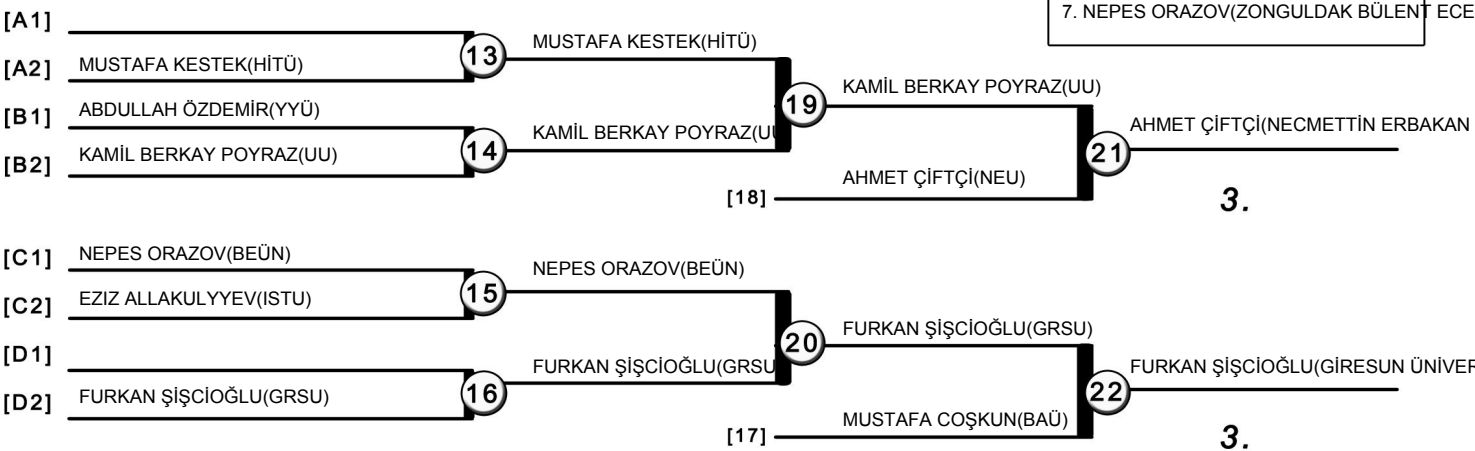 7. NEPES ORAZOV(ZONGULDAK BÜLENT ECE
[A1]
13
MUSTAFA KESTEK(HİTÜ)
[A2] MUSTAFA KESTEK(HİTÜ)
19
KAMİL BERKAY POYRAZ(UU)
[B1] ABDULLAH ÖZDEMİR(YYÜ)
14
KAMİL BERKAY POYRAZ(UU
[B2] KAMİL BERKAY POYRAZ(UU)
21
AHMET ÇİFTÇİ(NECMETTİN ERBAKAN
[18] AHMET ÇİFTÇİ(NEU)
3.
[C1] NEPES ORAZOV(BEÜN)
15
NEPES ORAZOV(BEÜN)
[C2] EZIZ ALLAKULYYEV(ISTU)
20
FURKAN ŞİŞCİOĞLU(GRSU)
[D1]
16
FURKAN ŞİŞCİOĞLU(GRSU
[D2] FURKAN ŞİŞCİOĞLU(GRSU)
22
FURKAN ŞİŞCİOĞLU(GİRESUN ÜNİVER
[17] MUSTAFA COŞKUN(BAÜ)
3.